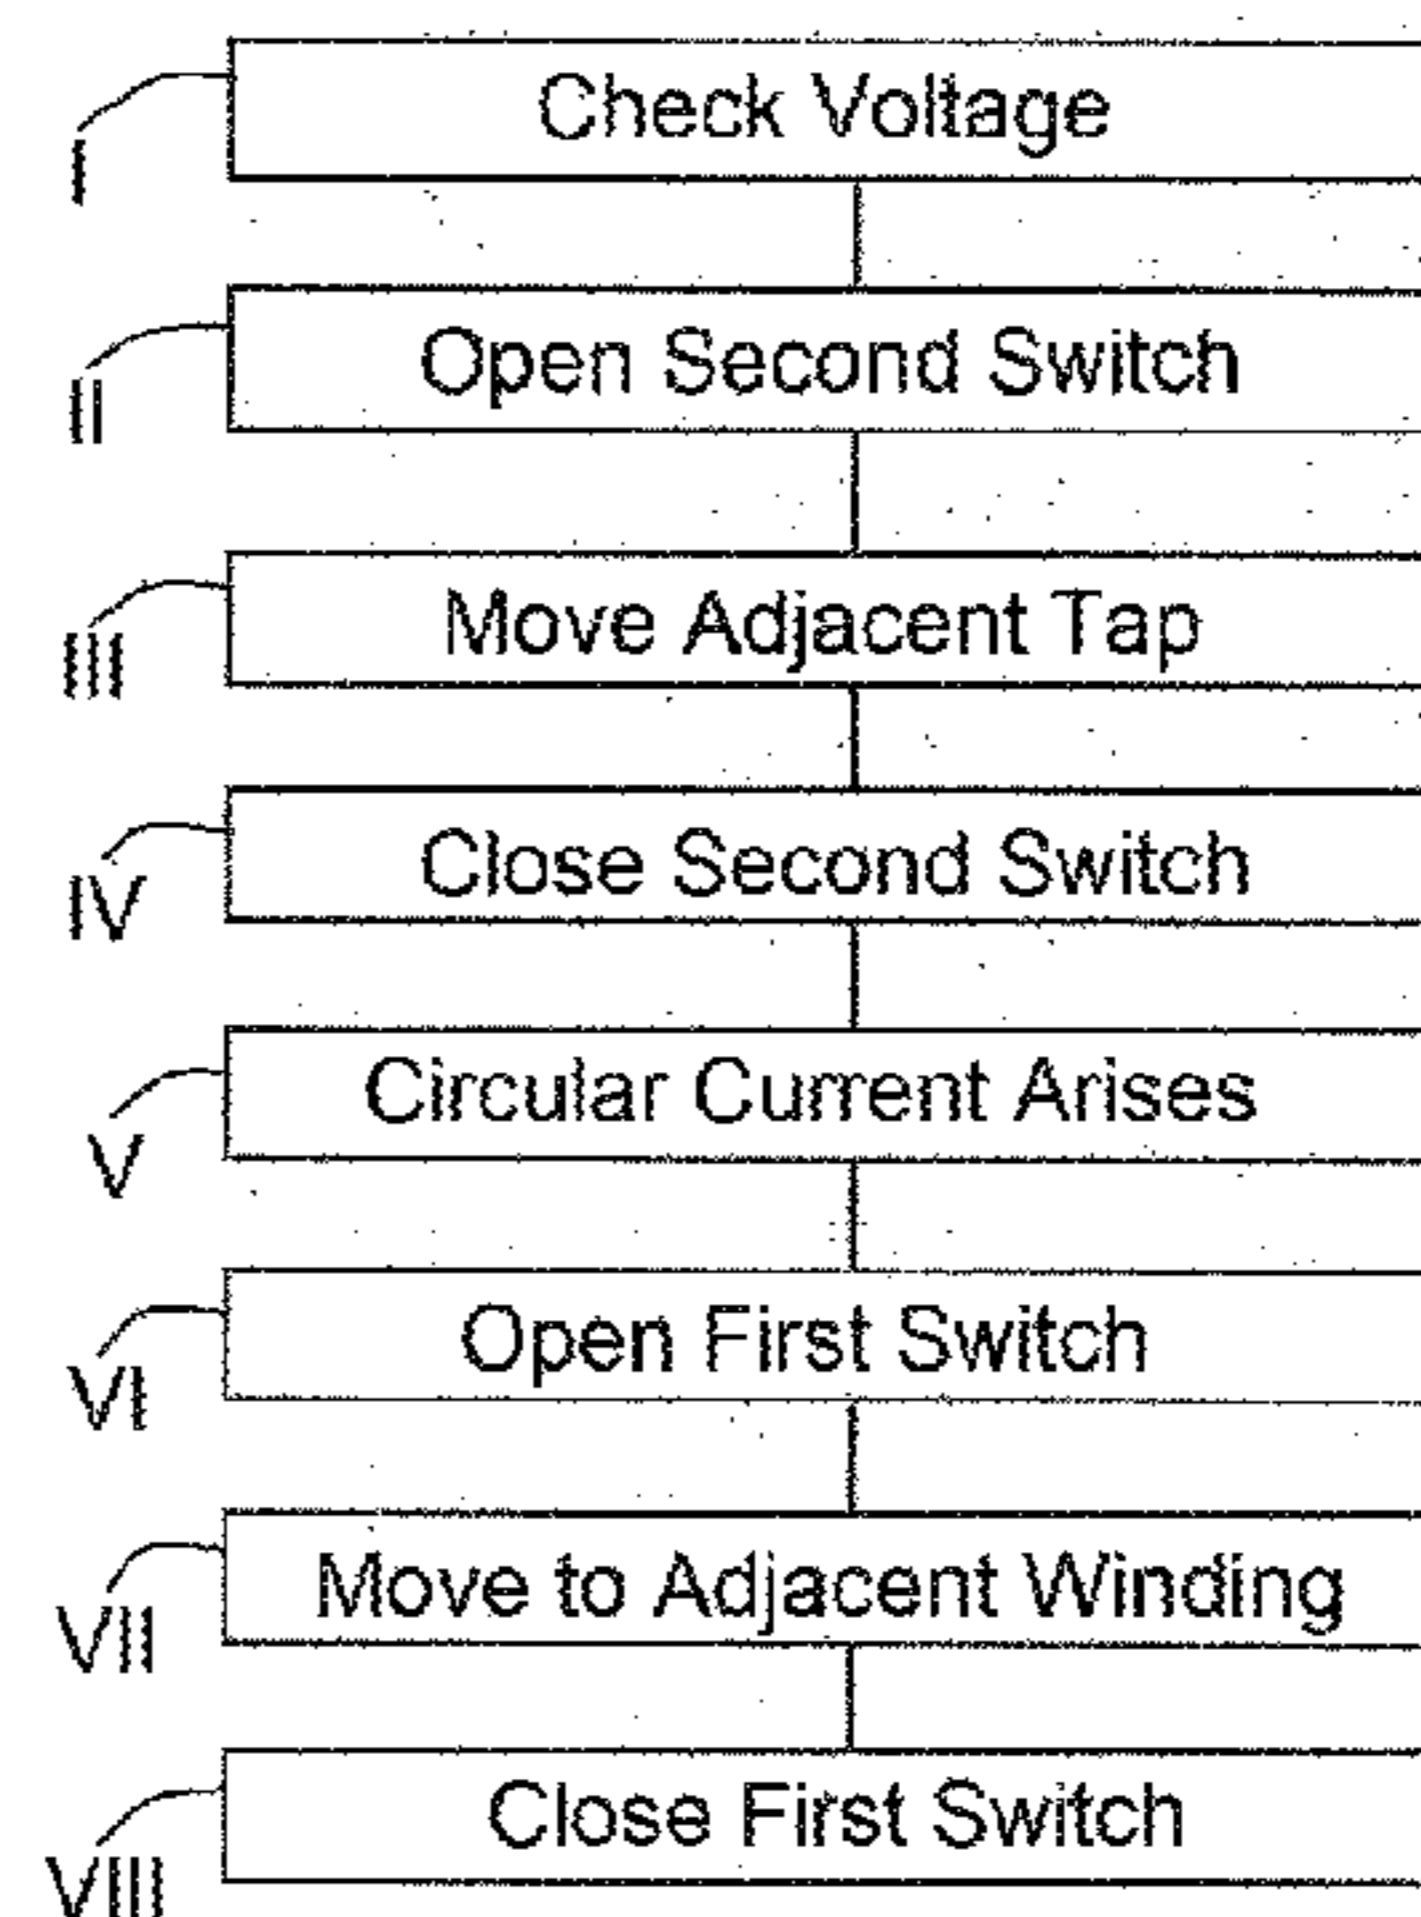 Check Voltage
I
Open Second Switch
II
Move Adjacent Tap
III
Close Second Switch
IV
Circular Current Arises
V
Open First Switch
VI
Move to Adjacent Winding
VII
Close First Switch
VIII